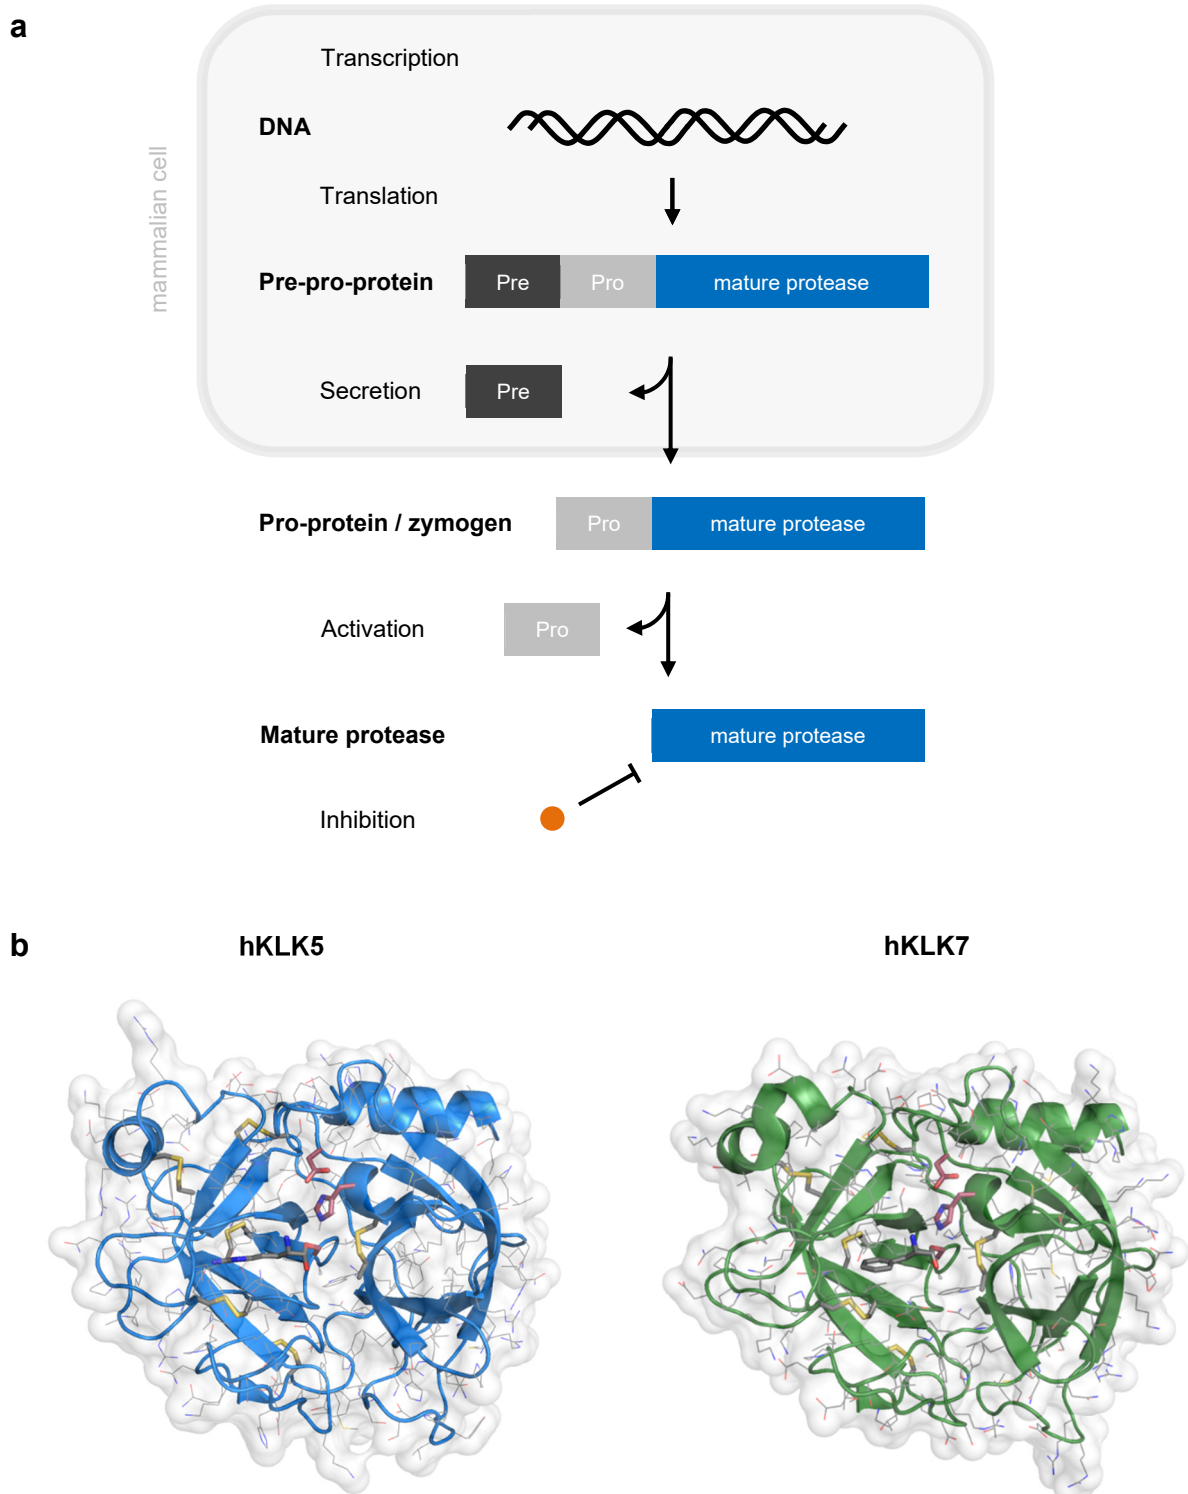 a
mammalian cell
Transcription
DNA
Translation
Pre-pro-protein
Pre Pro mature protease
Secretion
Pre
Pro-protein / zymogen
Pro mature protease
Activation
Pro
Mature protease
mature protease
Inhibition
b
hKLK5 hKLK7